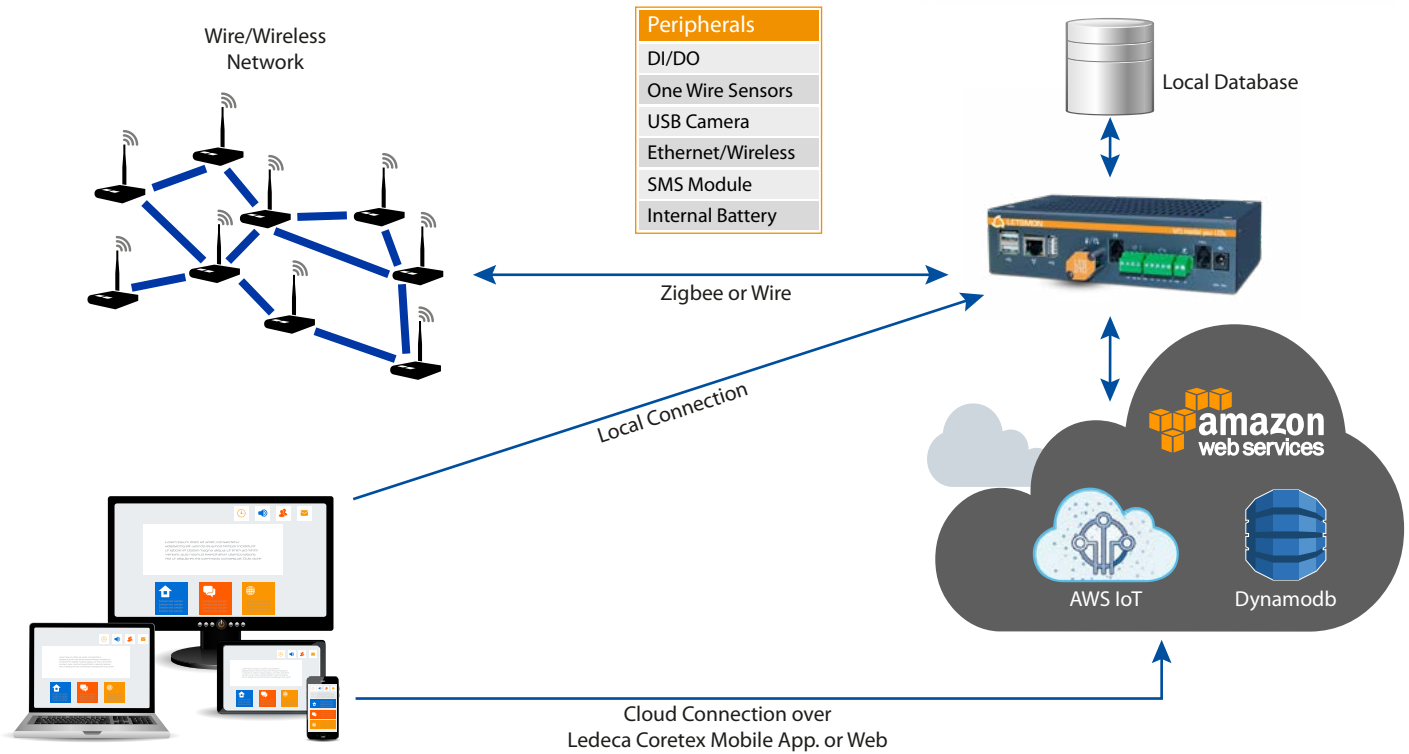 Wire/Wireless
Network
Peripherals
DI/DO
One Wire Sensors
USB Camera
Ethernet/Wireless
SMS Module
Internal Battery
Local Database
Zigbee or Wire
Local Connection
amazon
web services
AWS IoT
Dynamodb
Cloud Connection over
Ledeca Coretex Mobile App. or Web